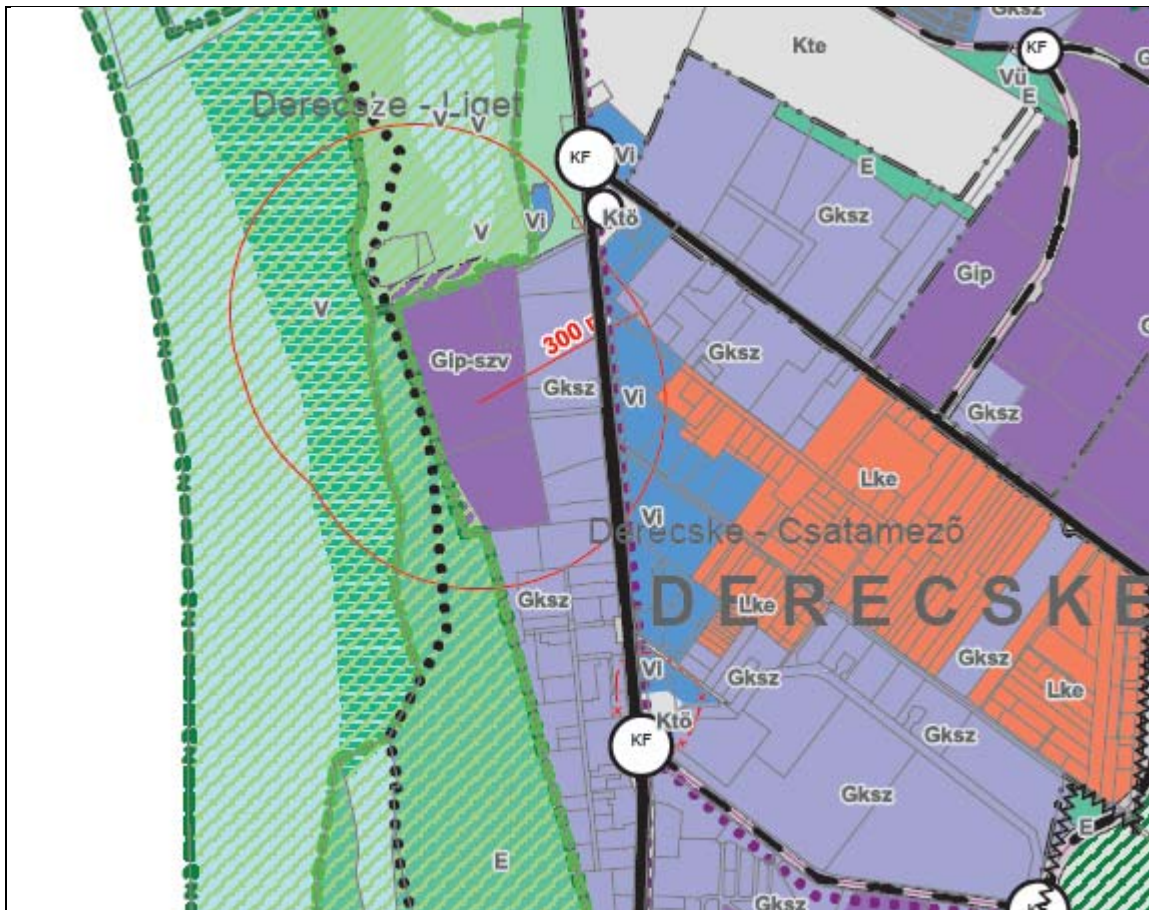 Gksz
KF
Kte
Vü
E
Derecske - Liget
V
V
KF
Vi
E
Ktö
Gksz
Vi
V
Gip
V
300
Gip-szv
Gksz
Gksz
Vi
Gksz
Lke
Vi
Derecske - Csatamező
DERECSKE
Gksz
Lke
Gksz
Vi
Gksz
Lke
Ktö
Gksz
KF
Gksz
E
E
Gksz